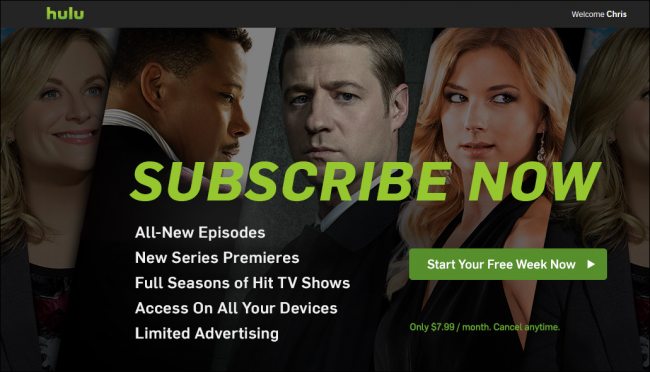 hulu
Welcome Chris
SUBSCRIBE NOW
All-New Episodes
New Series Premieres
Full Seasons of Hit TV Shows
Access On All Your Devices
Limited Advertising
Start Your Free Week Now
Only $7.99 / month. Cancel anytime.